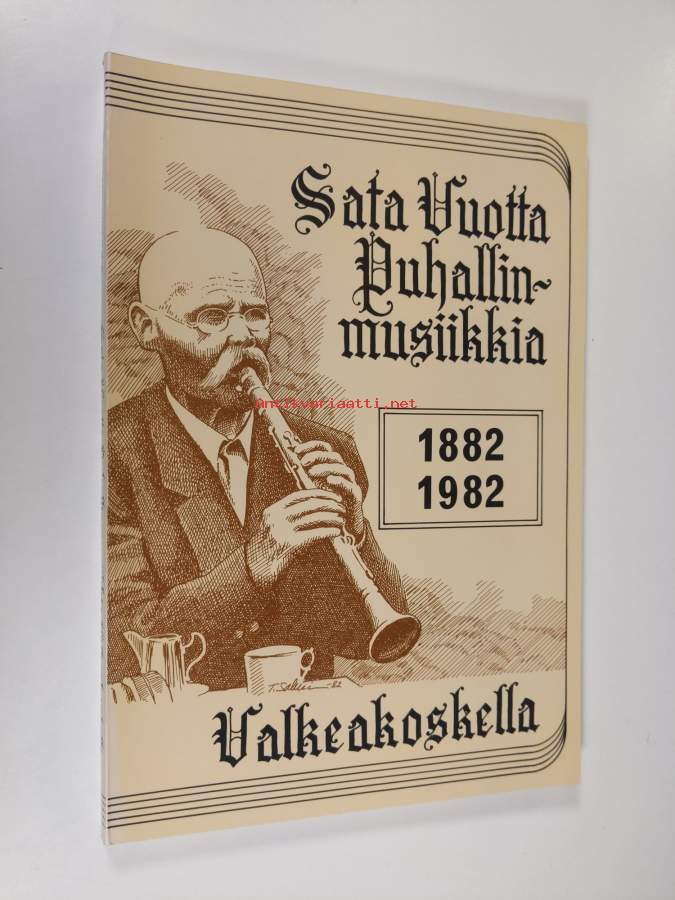 Sata Vuotta
Puhallin-
musiikkia
Antikvariaatti.net
1882
1982
Valkeakoskella